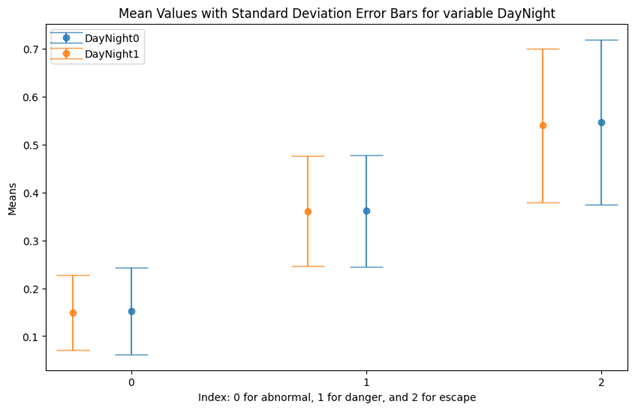 Mean Values with Standard Deviation Error Bars for variable DayNight
DayNight0
DayNight1
0.7
0.6
0.5
0.4
0.3
0.2
0.1
Means
0 1 2
Index: 0 for abnormal, 1 for danger, and 2 for escape